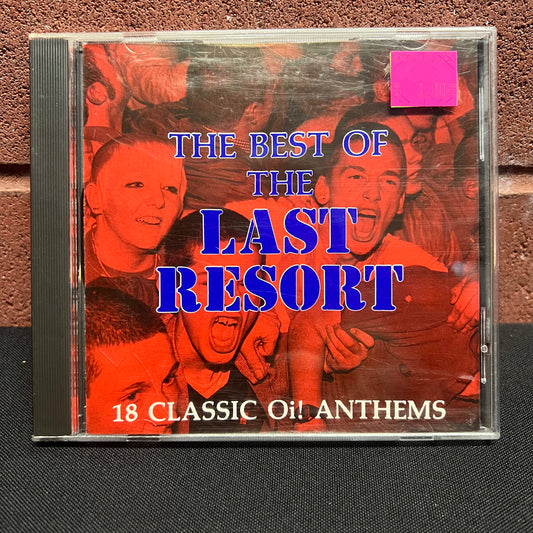 THE BEST OF
THE
LAST
RESORT
18 CLASSIC Oi! ANTHEMS